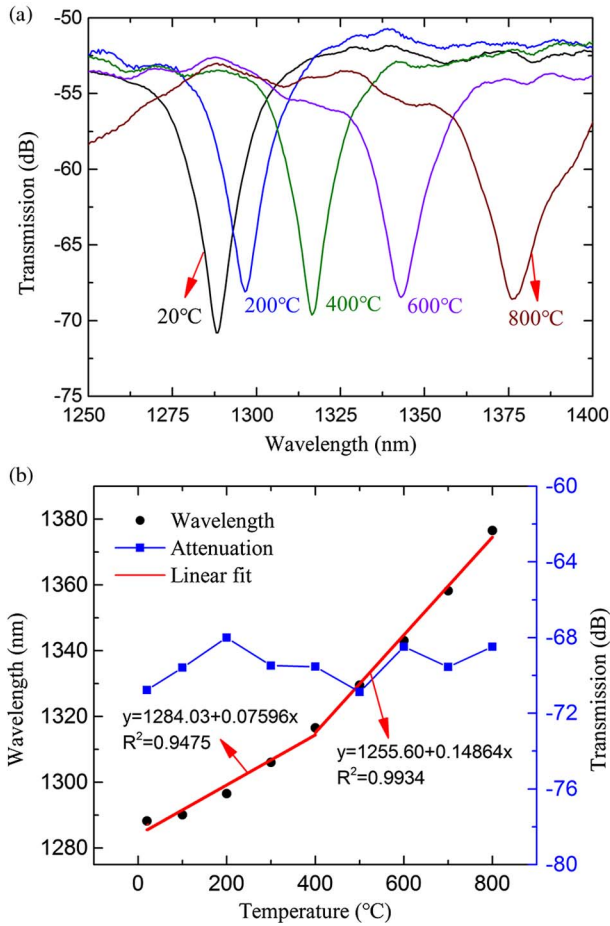 (a)
-50
-55
-60
-65
-70
-75
Transmission (dB)
20℃
200℃
400℃
600℃
800℃
1250 1275 1300 1325 1350 1375 1400
Wavelength (nm)
(b)
1380
1360
1340
1320
1300
1280
Wavelength (nm)
Wavelength
Attenuation
Linear fit
y=1284.03+0.07596x
R²=0.9475
y=1255.60+0.14864x
R²=0.9934
-60
-64
-68
-72
-76
-80
Transmission (dB)
0 200 400 600 800
Temperature (℃)